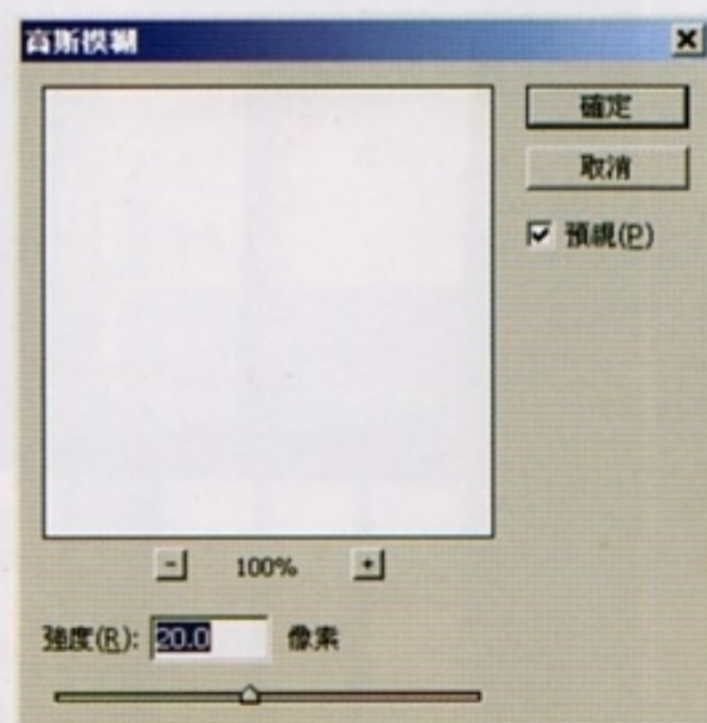 高斯模糊
確定
取消
預視(P)
- 100% +
強度(R): 20.0 像素